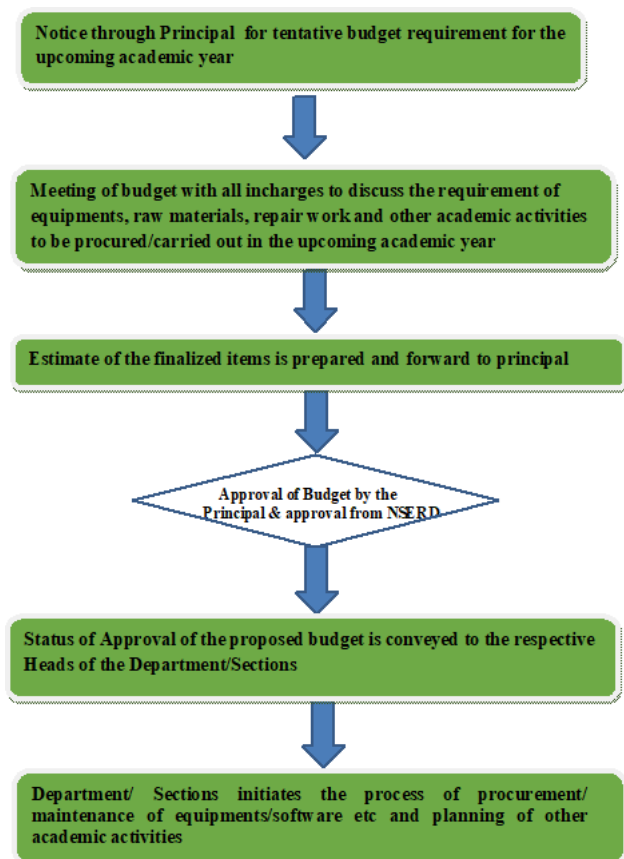 Notice through Principal for tentative budget requirement for the
upcoming academic year
Meeting of budget with all incharges to discuss the requirement of
equipments, raw materials, repair work and other academic activities
to be procured/carried out in the upcoming academic year
Estimate of the finalized items is prepared and forward to principal
Approval of Budget by the
Principal & approval from NSERD
Status of Approval of the proposed budget is conveyed to the respective
Heads of the Department/Sections
Department/ Sections initiates the process of procurement/
maintenance of equipments/software etc and planning of other
academic activities